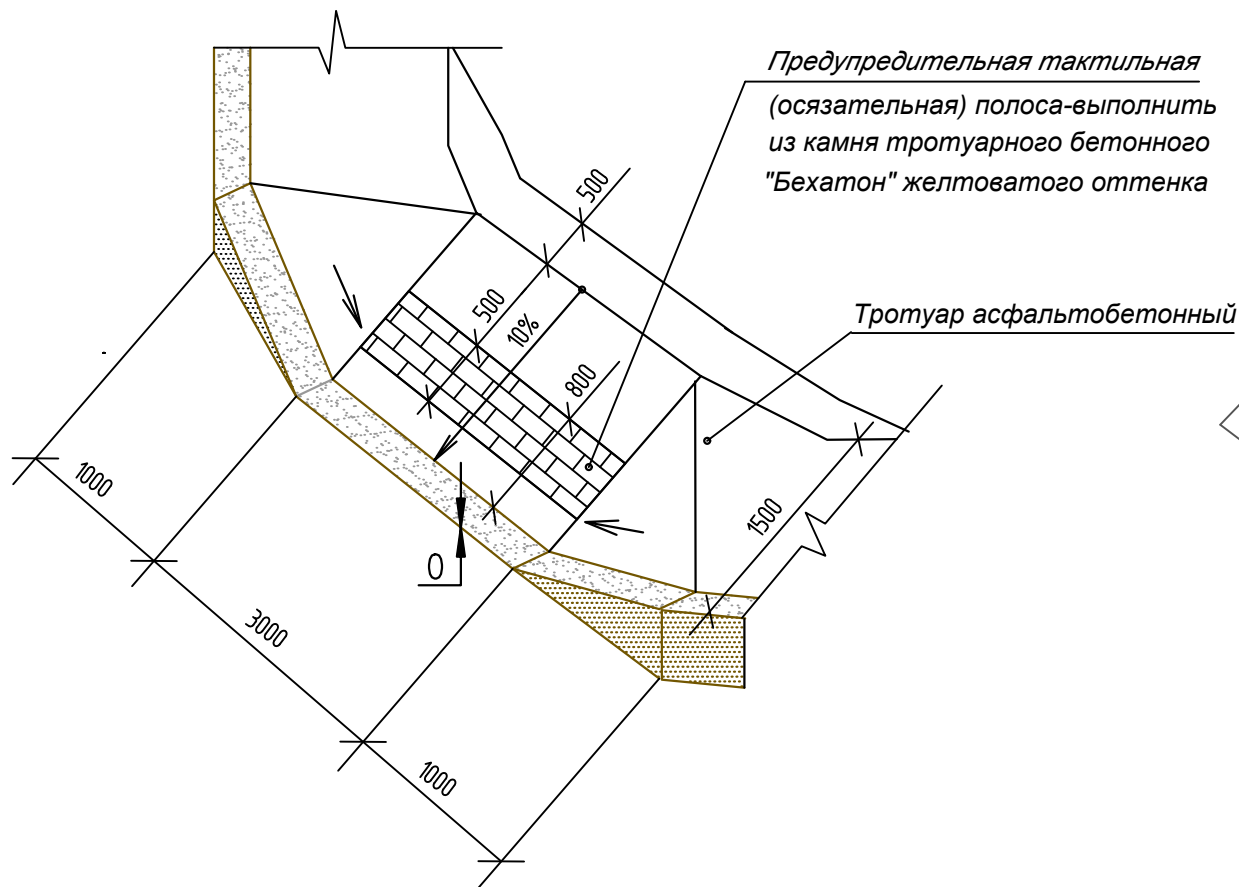 Предупредительная тактильная
(осязательная) полоса-выполнить
из камня тротуарного бетонного
"Бехатон" желтоватого оттенка
500
Тротуар асфальтобетонный
500
10%
800
1000
1500
0
3000
1000